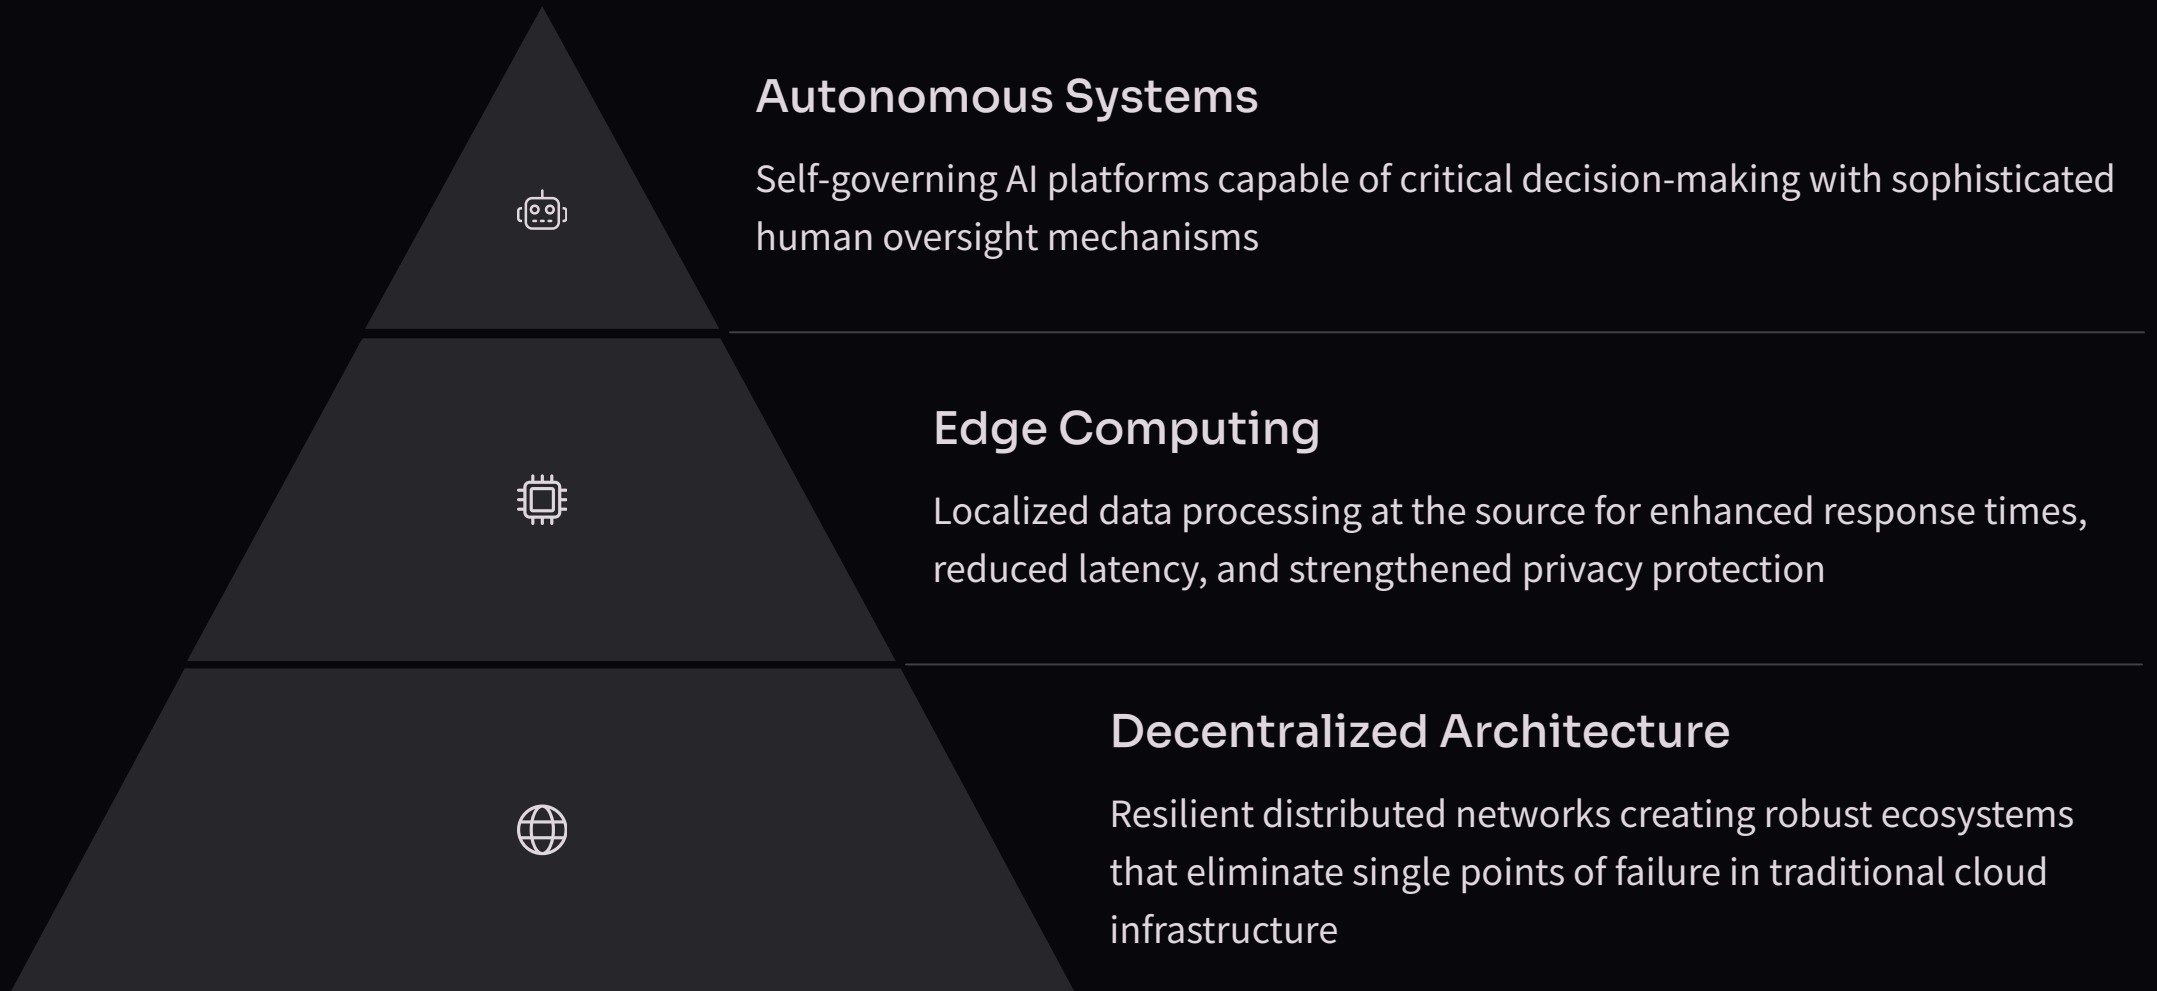 Autonomous Systems
Self-governing AI platforms capable of critical decision-making with sophisticated
human oversight mechanisms
Edge Computing
Localized data processing at the source for enhanced response times,
reduced latency, and strengthened privacy protection
Decentralized Architecture
Resilient distributed networks creating robust ecosystems
that eliminate single points of failure in traditional cloud
infrastructure